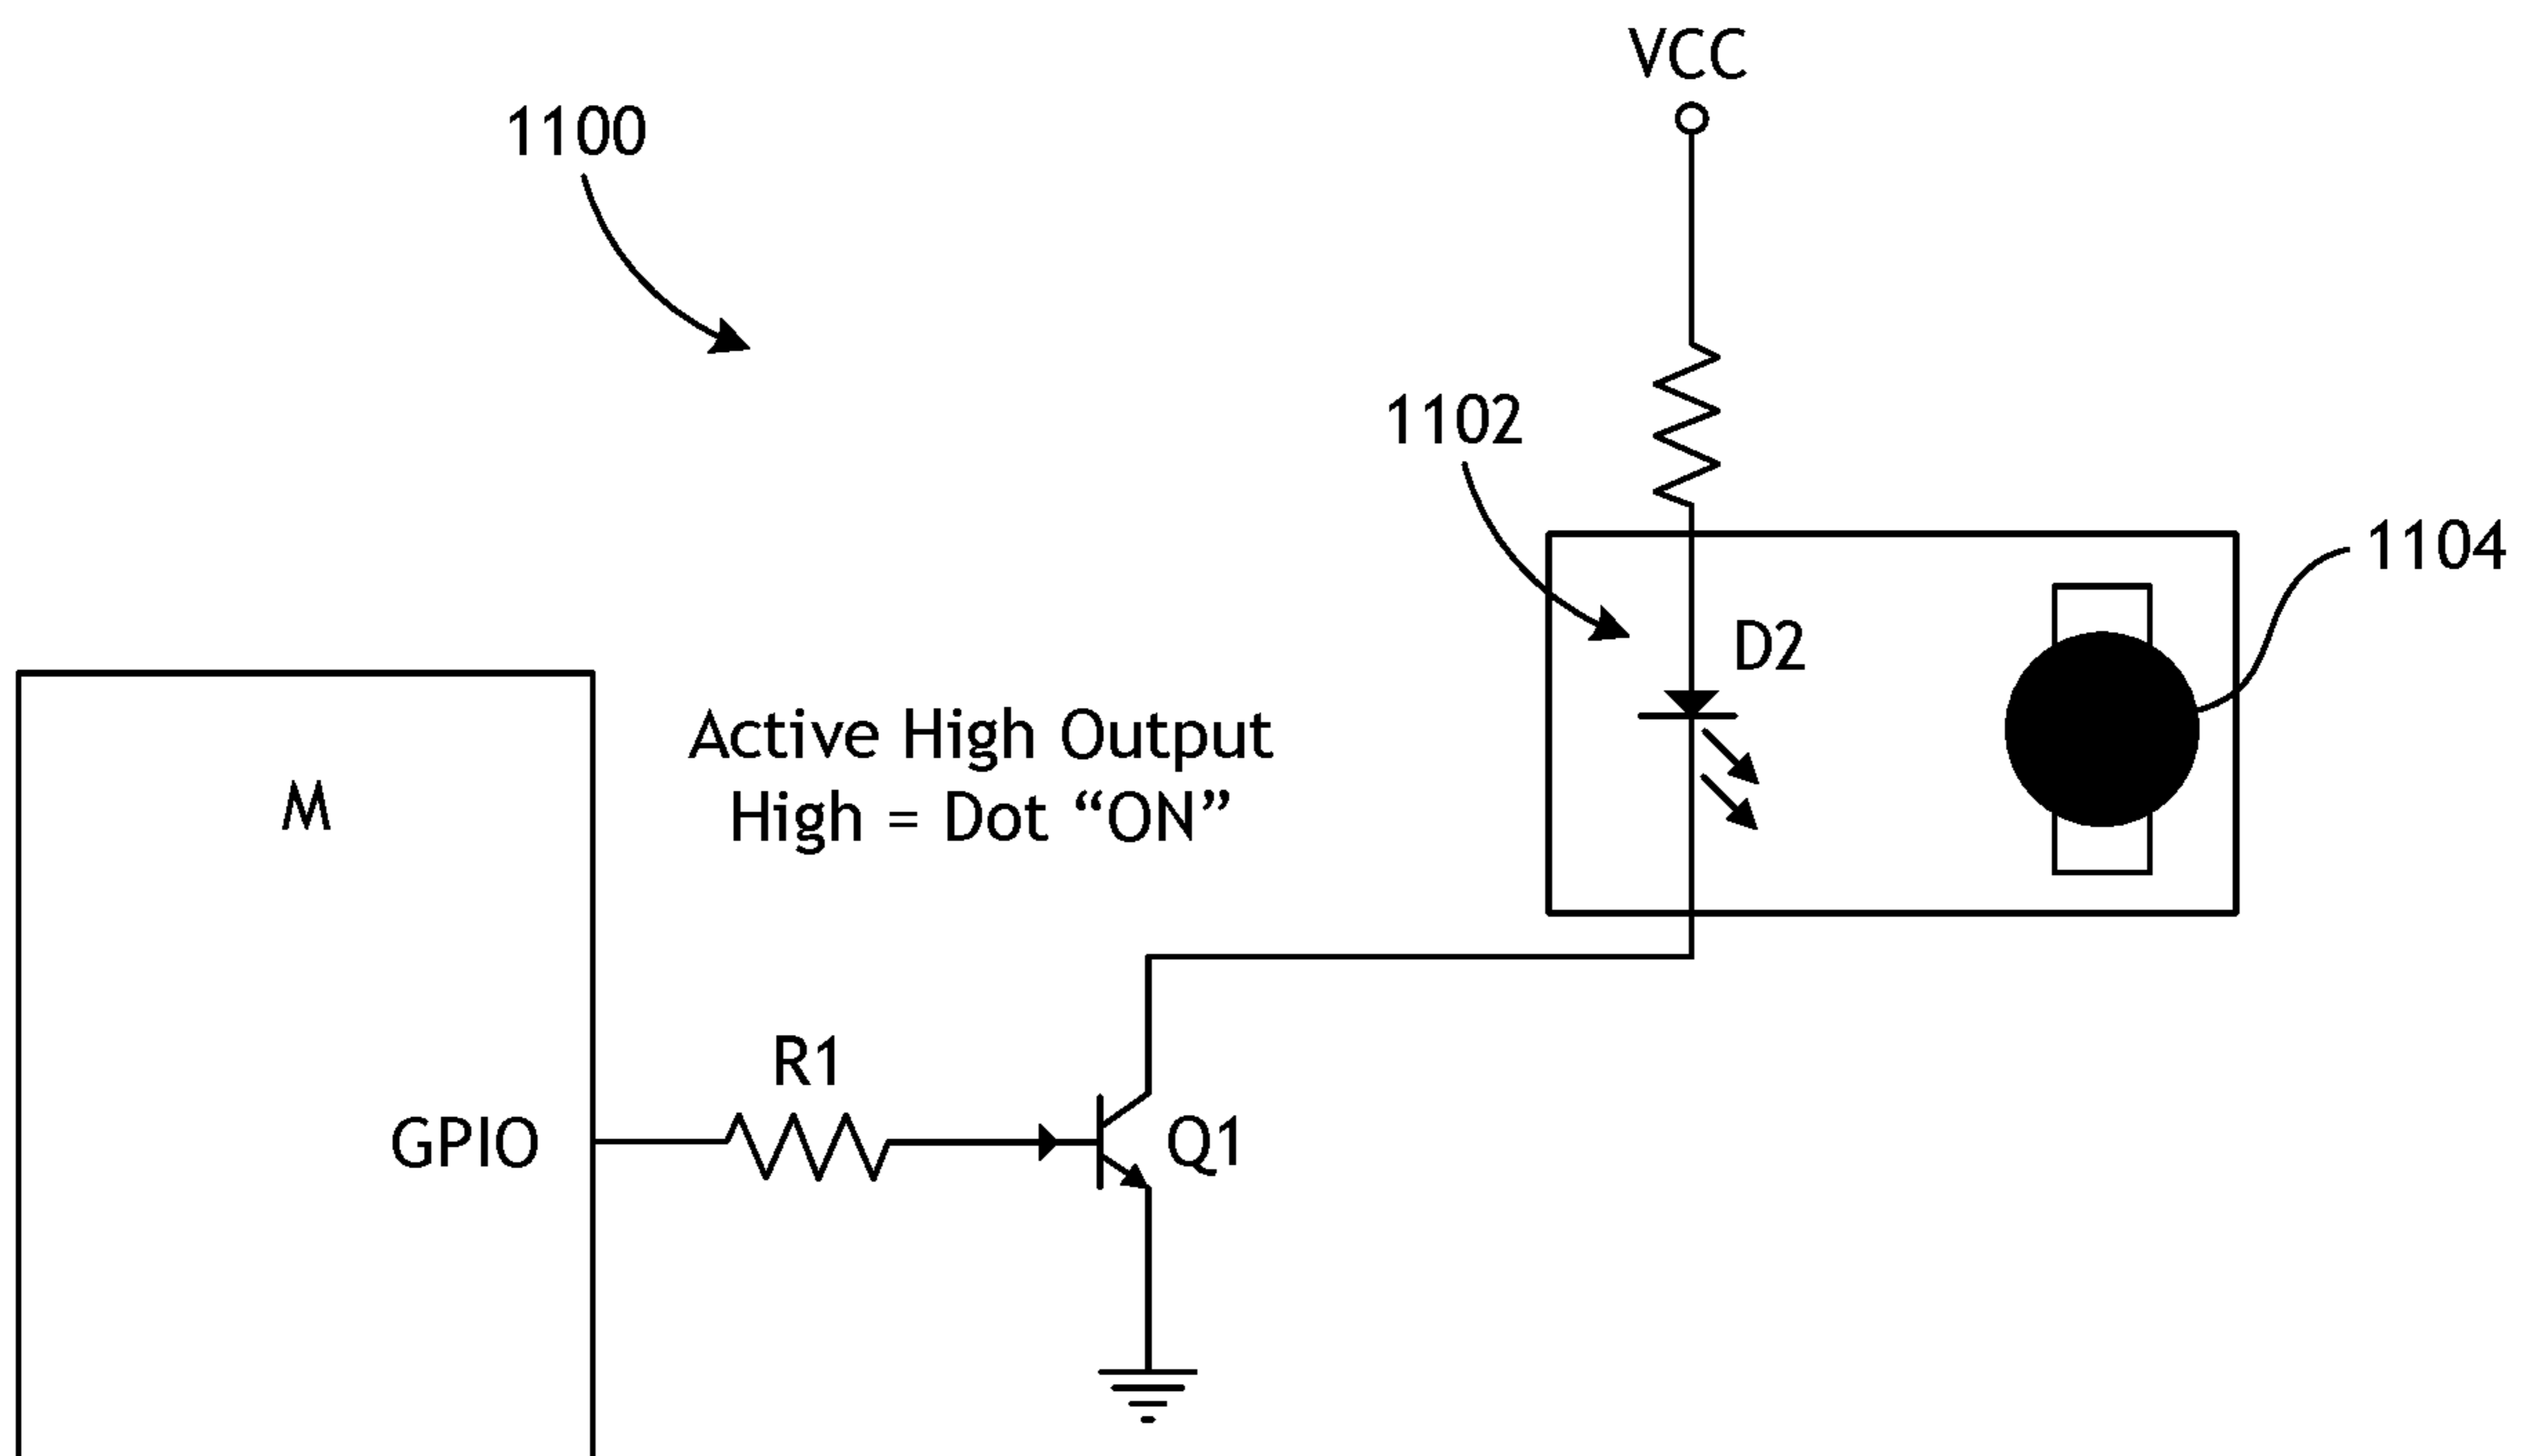 VCC
1100
1102
1104
D2
M
Active High Output
High = Dot “ON”
R1
GPIO
Q1